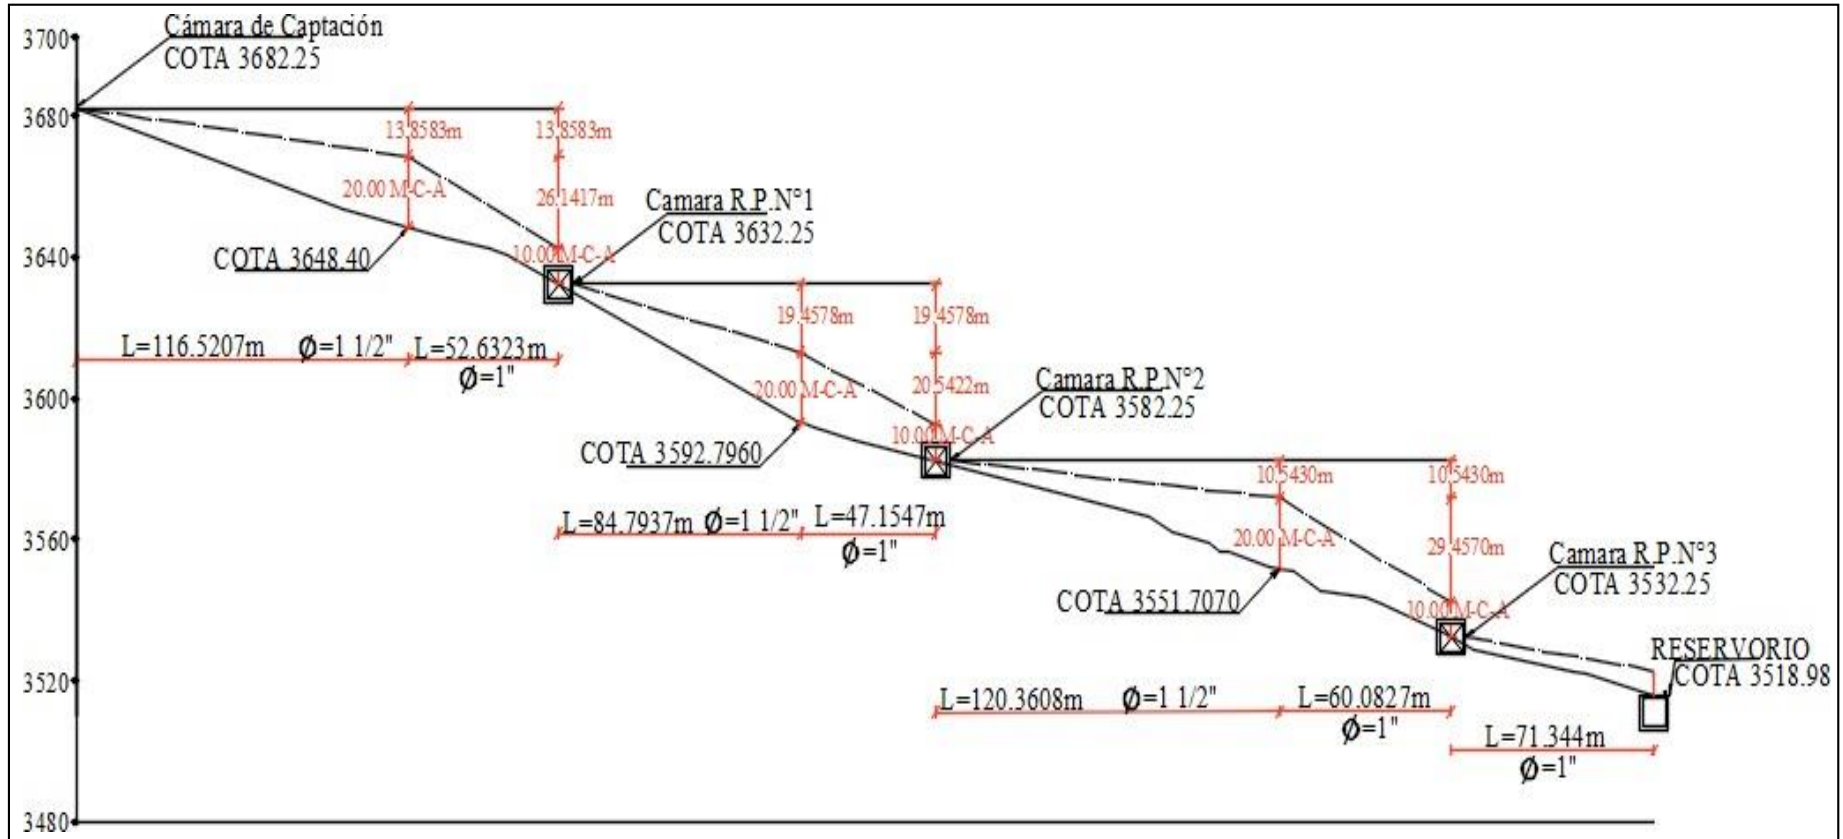 3700
Cámara de Captación
COTA 3682.25
3680
13.8583m
13.8583m
20.00 M-C-A
26.1417m
Camara R.P.N°1
COTA 3632.25
COTA 3648.40
10.00 M-C-A
3640
19.4578m
19.4578m
L=116.5207m
Ø=1 1/2"
L=52.6323m
Ø=1"
20.00 M-C-A
20.5422m
Camara R.P.N°2
COTA 3582.25
3600
10.00 M-C-A
COTA 3592.7960
10.5430m
10.5430m
L=84.7937m
Ø=1 1/2"
L=47.1547m
Ø=1"
20.00 M-C-A
29.4570m
Camara R.P.N°3
COTA 3532.25
3560
COTA 3551.7070
10.00 M-C-A
RESERVORIO
COTA 3518.98
3520
L=120.3608m
Ø=1 1/2"
L=60.0827m
Ø=1"
L=71.344m
Ø=1"
3480